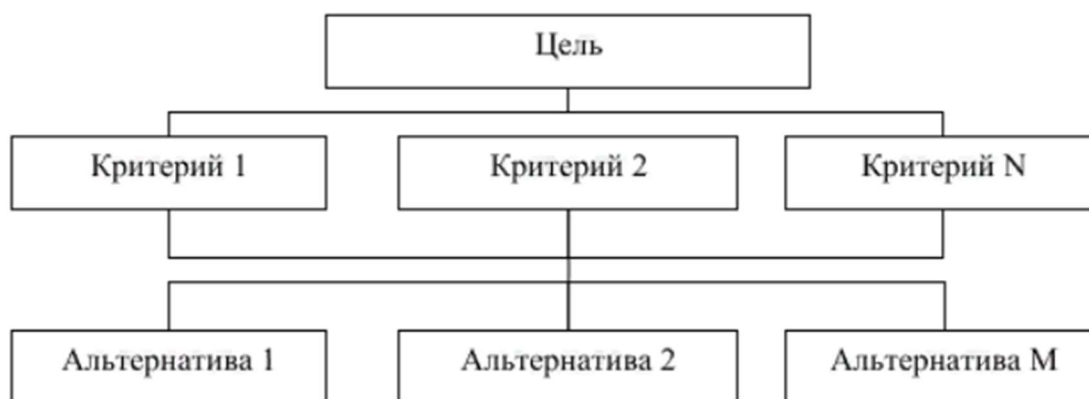 Цель
Критерий 1
Критерий 2
Критерий N
Альтернатива 1
Альтернатива 2
Альтернатива M